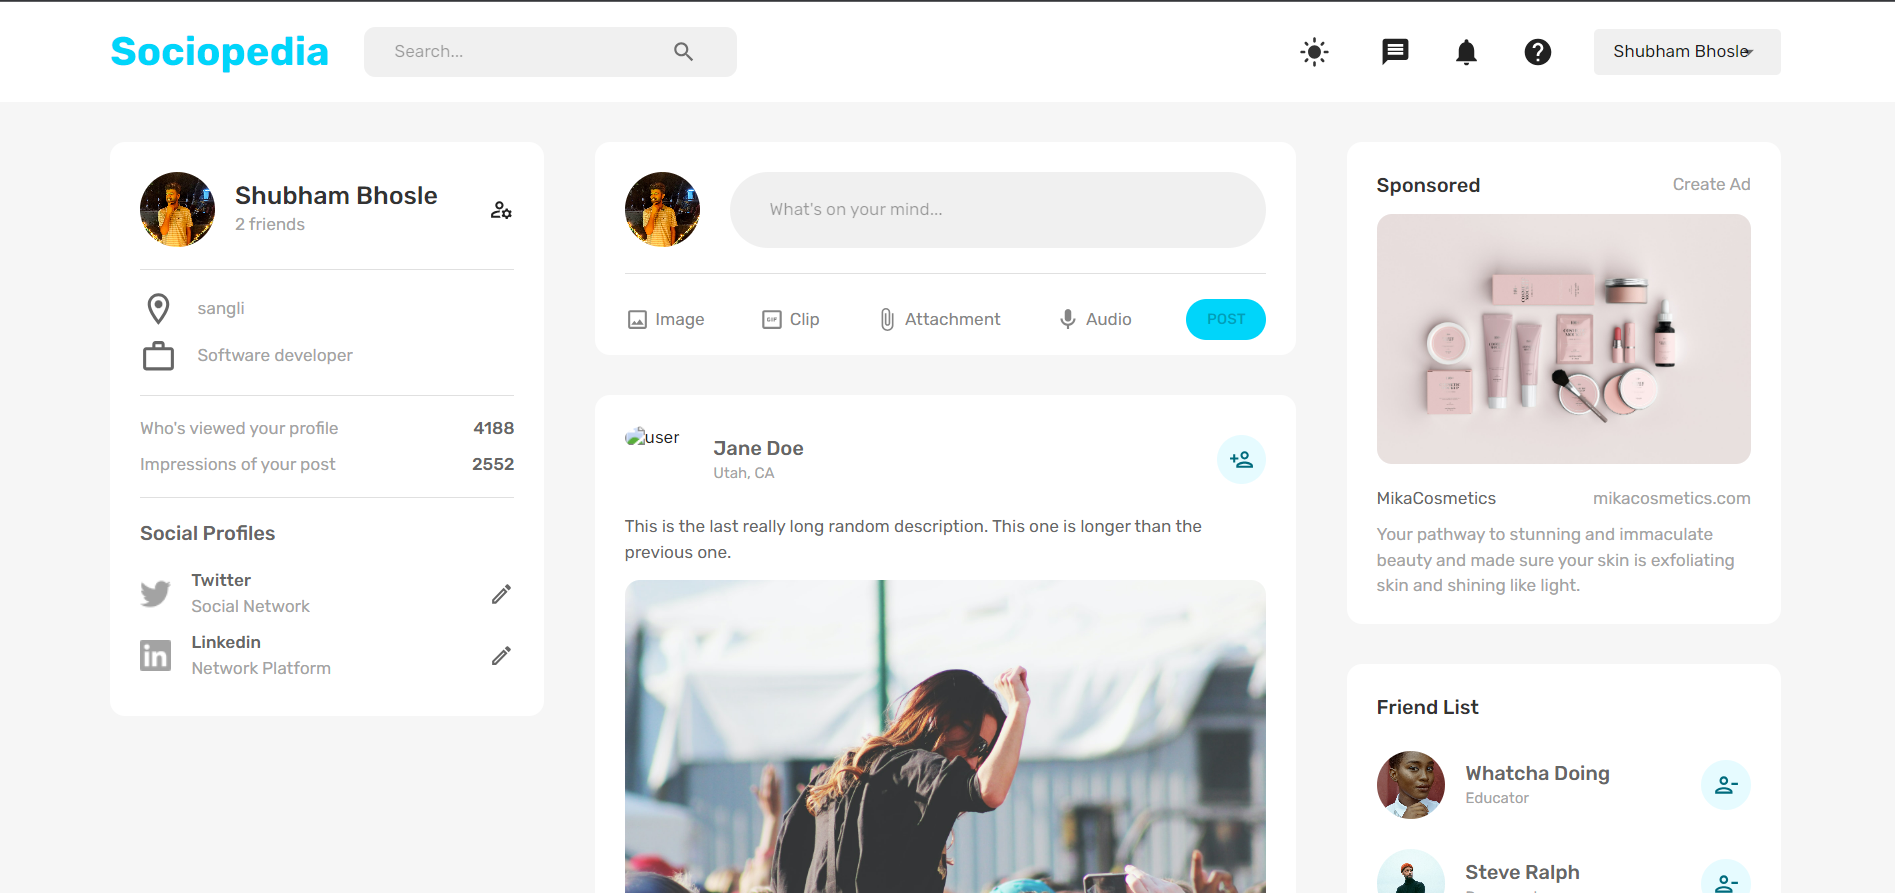 Sociopedia
Search...
Shubham Bhosle
Shubham Bhosle
2 friends
sangli
Software developer
Who's viewed your profile
4188
Impressions of your post
2552
Social Profiles
Twitter
Social Network
Linkedin
Network Platform
What's on your mind...
Image
GIF
Clip
Attachment
Audio
POST
user
Jane Doe
Utah, CA
This is the last really long random description. This one is longer than the
previous one.
Sponsored
Create Ad
MikaCosmetics
mikacosmetics.com
Your pathway to stunning and immaculate
beauty and made sure your skin is exfoliating
skin and shining like light.
Friend List
Whatcha Doing
Educator
Steve Ralph